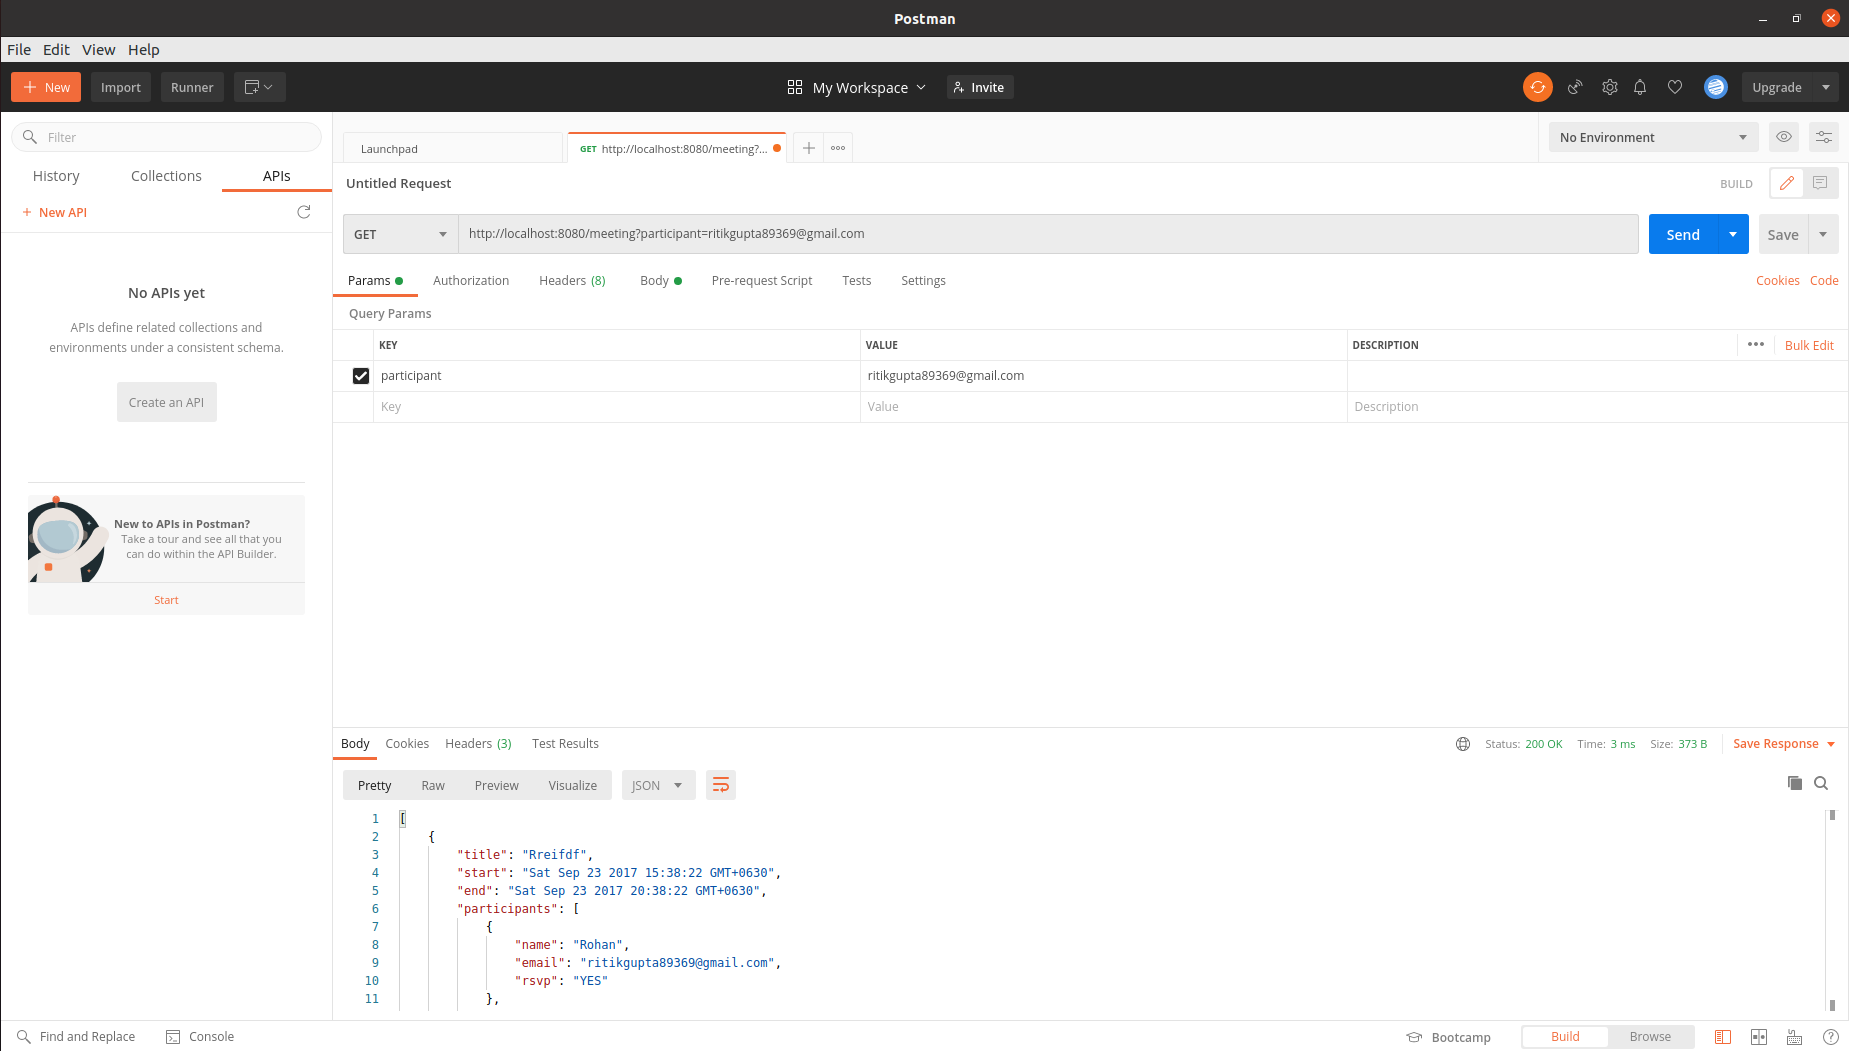 Postman
File Edit View Help
New Import Runner My Workspace Invite Upgrade
Filter
History Collections APIs
+ New API
No APIs yet
APIs define related collections and
environments under a consistent schema.
Create an API
New to APIs in Postman?
Take a tour and see all that you
can do within the API Builder.
Start
Launchpad GET http://localhost:8080/meeting?... No Environment
Untitled Request BUILD
GET http://localhost:8080/meeting?participant=ritikgupta89369@gmail.com Send Save
Params Authorization Headers (8) Body Pre-request Script Tests Settings Cookies Code
Query Params
KEY VALUE DESCRIPTION Bulk Edit
participant ritikgupta89369@gmail.com
Key Value Description
Body Cookies Headers (3) Test Results Status: 200 OK Time: 3 ms Size: 373 B Save Response
Pretty Raw Preview Visualize JSON
1 [
2 {
3 "title": "Rreifdf",
4 "start": "Sat Sep 23 2017 15:38:22 GMT+0630",
5 "end": "Sat Sep 23 2017 20:38:22 GMT+0630",
6 "participants": [
7 {
8 "name": "Rohan",
9 "email": "ritikgupta89369@gmail.com",
10 "rsvp": "YES"
11 },
Find and Replace Console Bootcamp Build Browse